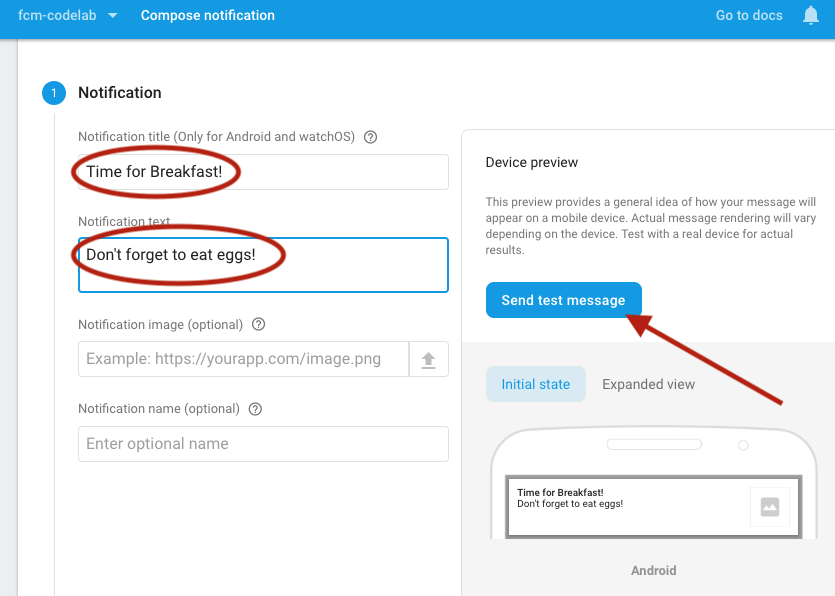 fcm-codelab
Compose notification
Go to docs
1
Notification
Notification title (Only for Android and watchOS) ?
Time for Breakfast!
Notification text
Don't forget to eat eggs!
Notification image (optional) ?
Example: https://yourapp.com/image.png
Notification name (optional) ?
Enter optional name
Device preview
This preview provides a general idea of how your message will
appear on a mobile device. Actual message rendering will vary
depending on the device. Test with a real device for actual
results.
Send test message
Initial state
Expanded view
Time for Breakfast!
Don't forget to eat eggs!
Android